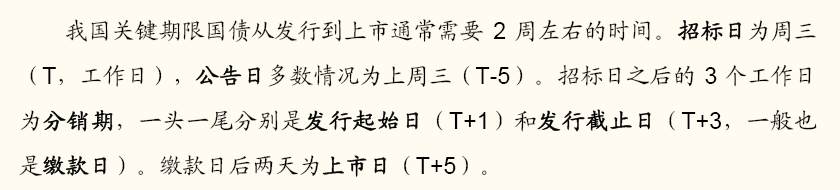 我国关键期限国债从发行到上市通常需要 2 周左右的时间。招标日为周三
（T，工作日），公告日多数情况为上周三（T-5）。招标日之后的 3 个工作日
为分销期，一头一尾分别是发行起始日（T+1）和发行截止日（T+3，一般也
是缴款日）。缴款日后两天为上市日（T+5）。